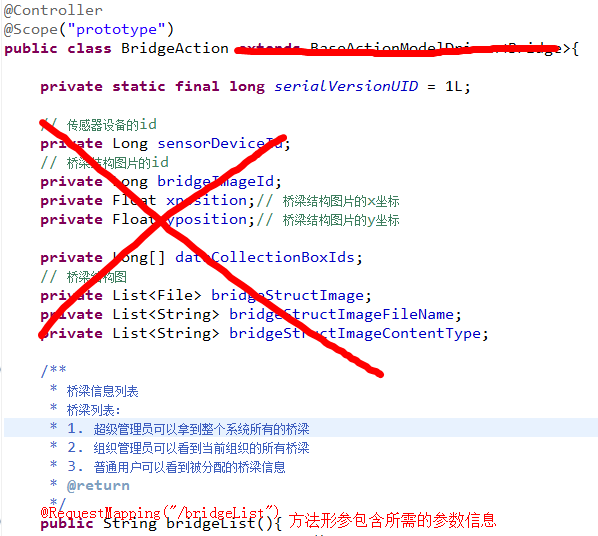 @Controller
@Scope("prototype")
public class BridgeAction extends BaseActionModelDriven<Bridge>{
private static final long serialVersionUID = 1L;
// 传感器设备的id
private Long sensorDeviceId;
// 桥梁结构图片的id
private Long bridgeImageId;
private Float xposition;// 桥梁结构图片的x坐标
private Float yposition;// 桥梁结构图片的y坐标
private Long[] dataCollectionBoxIds;
// 桥梁结构图
private List<File> bridgeStructImage;
private List<String> bridgeStructImageFileName;
private List<String> bridgeStructImageContentType;
/**
* 桥梁信息列表
* 桥梁列表:
* 1. 超级管理员可以拿到整个系统所有的桥梁
* 2. 组织管理员可以看到当前组织的所有桥梁
* 3. 普通用户可以看到被分配的桥梁信息
* @return
*/
@RequestMapping("/bridgeList")
public String bridgeList(){ 方法形参包含所需的参数信息